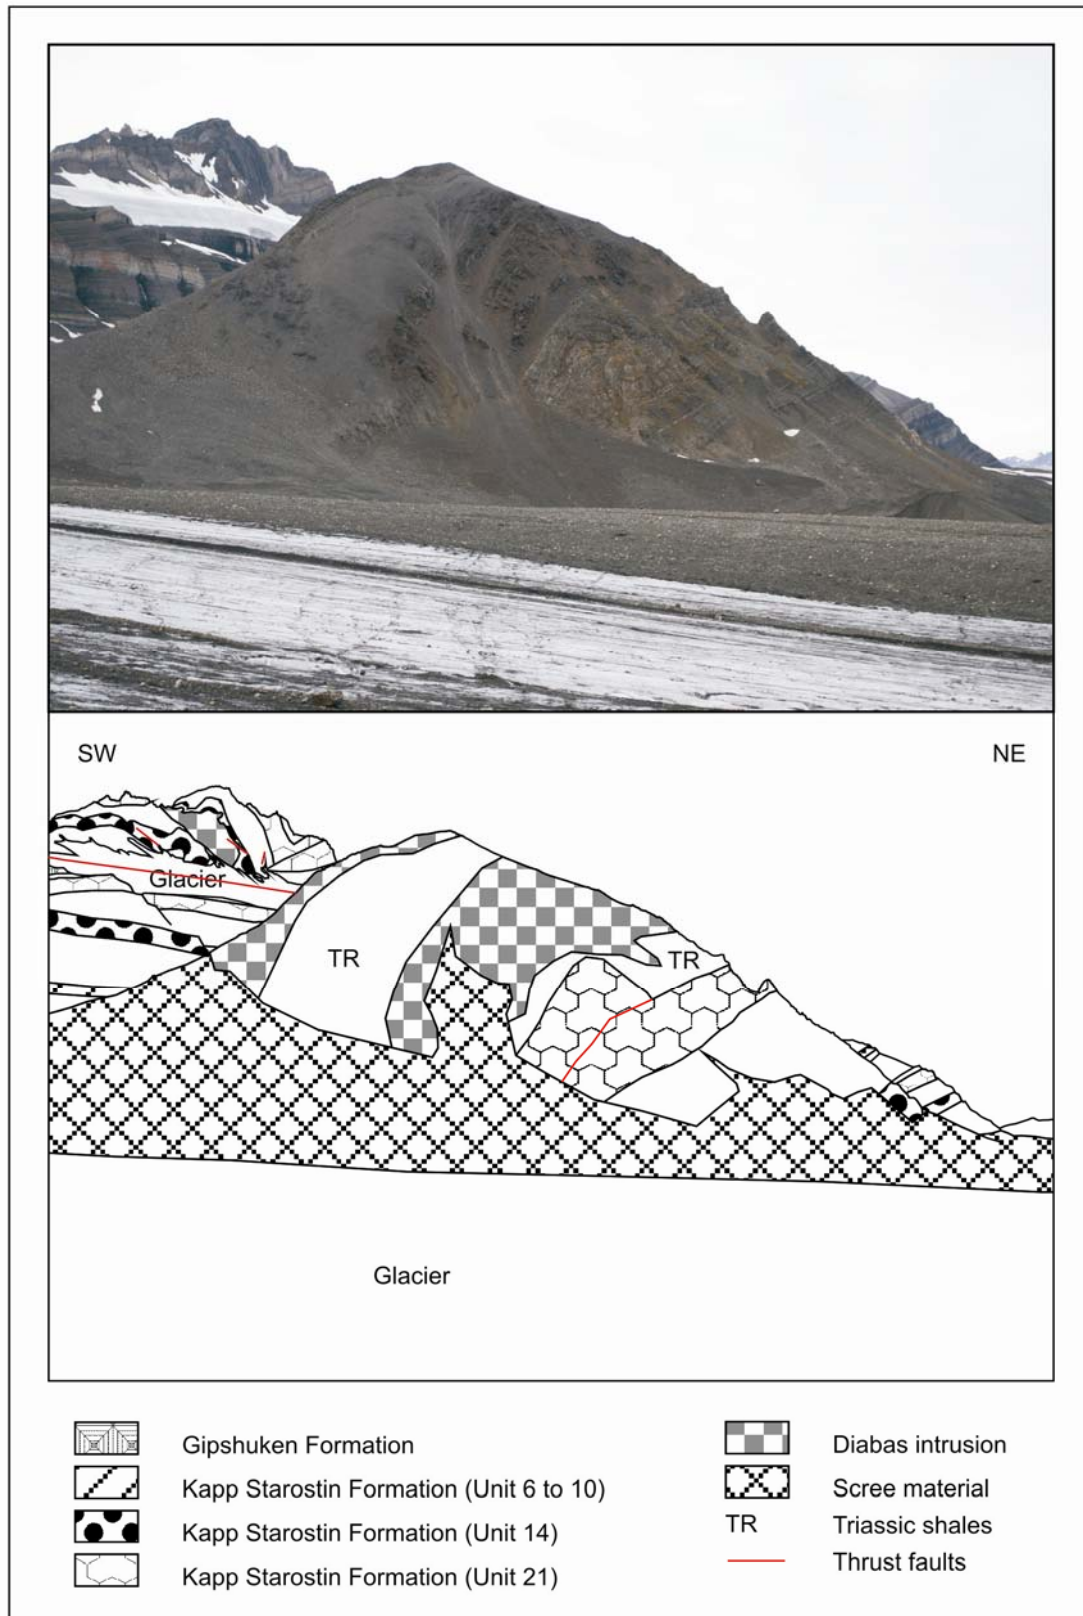 SW
NE
Glacier
TR
TR
Glacier
Gipshuken Formation
Kapp Starostin Formation (Unit 6 to 10)
Kapp Starostin Formation (Unit 14)
Kapp Starostin Formation (Unit 21)
Diabas intrusion
Scree material
TR
Triassic shales
Thrust faults